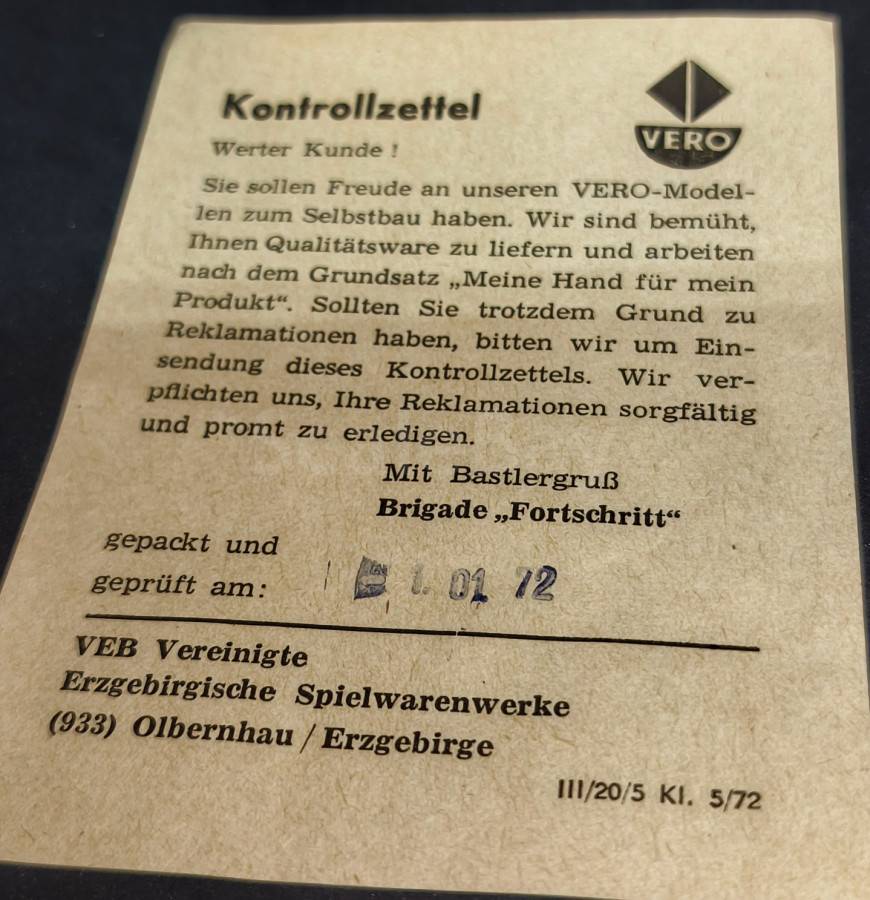 Kontrollzettel
VERO
Werter Kunde !
Sie sollen Freude an unseren VERO-Model-
len zum Selbstbau haben. Wir sind bemüht,
Ihnen Qualitätsware zu liefern und arbeiten
nach dem Grundsatz „Meine Hand für mein
Produkt“. Sollten Sie trotzdem Grund zu
Reklamationen haben, bitten wir um Ein-
sendung dieses Kontrollzettels. Wir ver-
pflichten uns, Ihre Reklamationen sorgfältig
und promt zu erledigen.
Mit Bastlergruß
Brigade „Fortschritt“
gepackt und
geprüft am: 01 72
VEB Vereinigte
Erzgebirgische Spielwarenwerke
(933) Olbernhau / Erzgebirge
III/20/5 Kl. 5/72